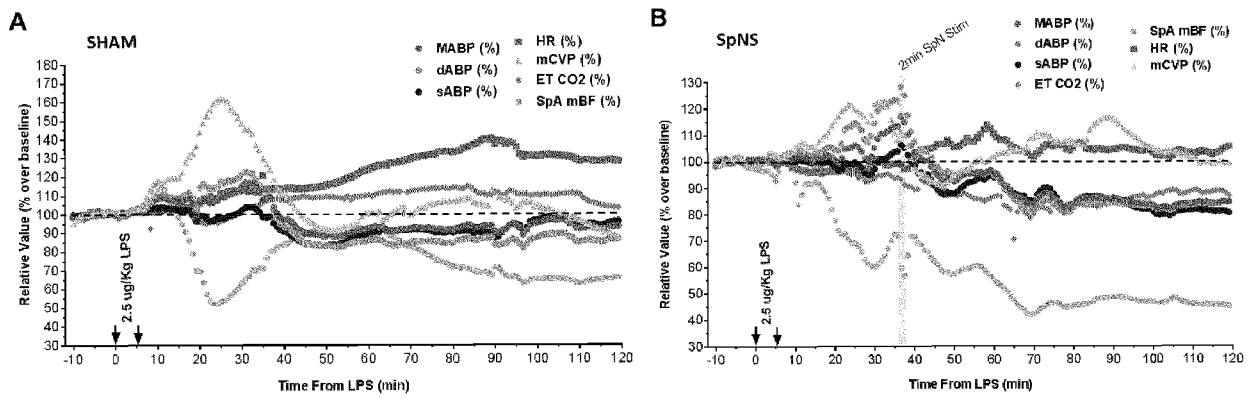 A
SHAM
MABP (%)
dABP (%)
sABP (%)
HR (%)
mCVP (%)
ET CO2 (%)
SpA mBF (%)
Relative Value (% over baseline)
180
170
160
150
140
130
120
110
100
90
80
70
60
50
40
30
2.5 ug/Kg LPS
-10 0 10 20 30 40 50 60 70 80 90 100 110 120
Time From LPS (min)
B
SpNS
2min SpN Stim
MABP (%)
dABP (%)
sABP (%)
ET CO2 (%)
SpA mBF (%)
HR (%)
mCVP (%)
Relative Value (% over baseline)
130
120
110
100
90
80
70
60
50
40
30
2.5 ug/Kg LPS
-10 0 10 20 30 40 50 60 70 80 90 100 110 120
Time From LPS (min)